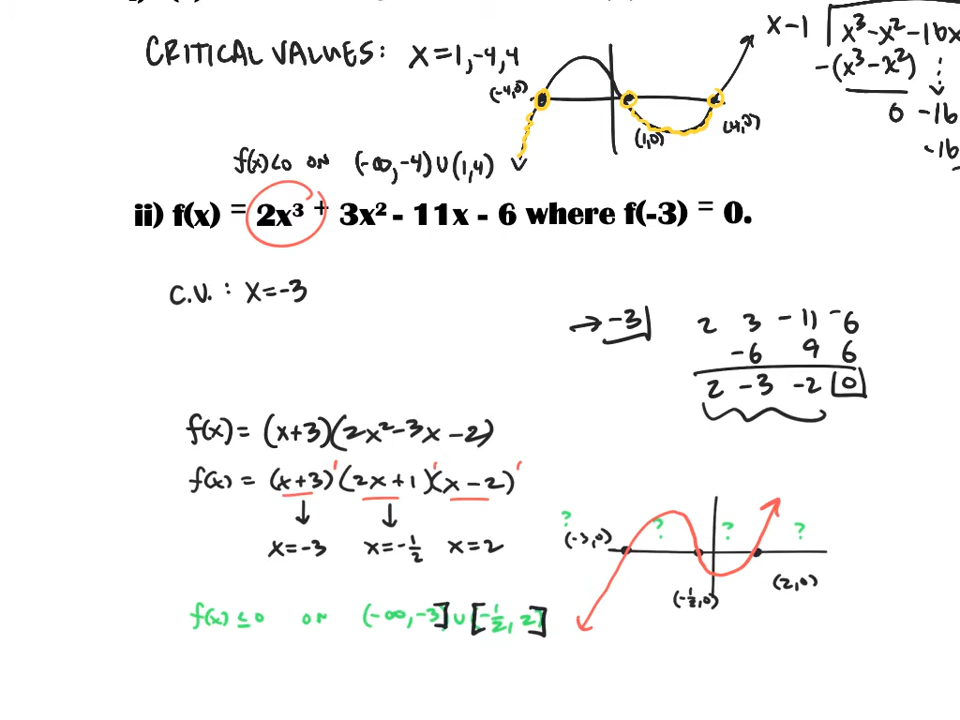 CRITICAL VALUES: X=1,-4,4
(-4,0)
(1,0)
(4,0)
x-1 x³-x²-16x
-(x³-x²)
0 -16
-16
f(x)<0 on (-∞,-4)∪(1,4)
ii) f(x) = 2x³ + 3x² - 11x - 6 where f(-3) = 0.
C.V. : X=-3
→ -3| 2 3 -11 -6
-6 9 6
2 -3 -2 0
f(x)= (x+3)(2x²-3x-2)
f(x) = (x+3)'(2x+1)'(x-2)'
↓ ↓
x=-3 x=-1/2 x=2
? ? ? ?
(-3,0)
(-1/2,0)
(2,0)
f(x)≤0 on (-∞,-3]∪[-1/2,2]